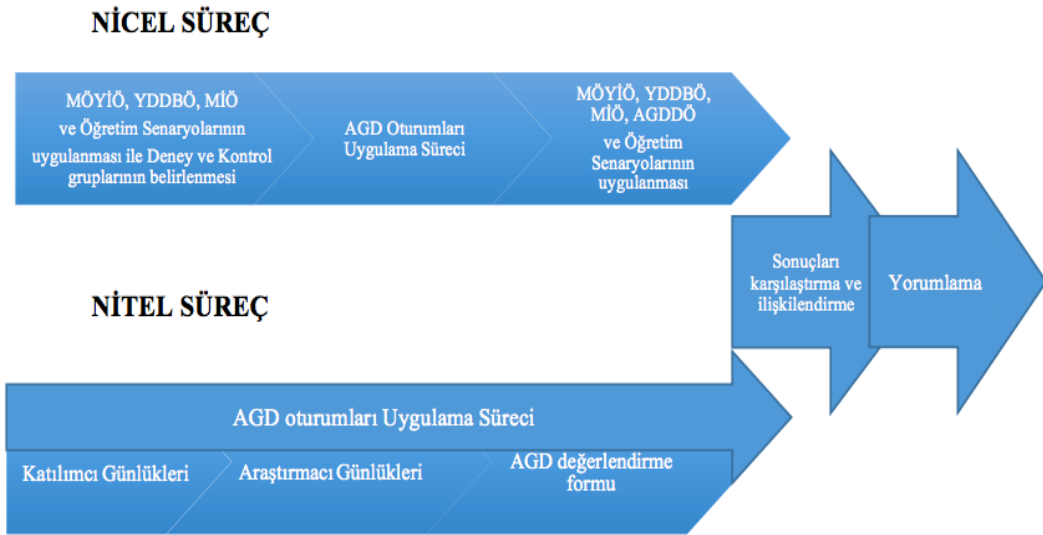 NİCEL SÜREÇ
MÖYİÖ, YDDBÖ, MİÖ
ve Öğretim Senaryolarının
uygulanması ile Deney ve Kontrol
gruplarının belirlenmesi
AGD Oturumları
Uygulama Süreci
MÖYİÖ, YDDBÖ,
MİÖ, AGDDÖ
ve Öğretim
Senaryolarının
uygulanması
Sonuçları
karşılaştırma ve
ilişkilendirme
Yorumlama
NİTEL SÜREÇ
AGD oturumları Uygulama Süreci
Katılımcı Günlükleri
Araştırmacı Günlükleri
AGD değerlendirme
formu